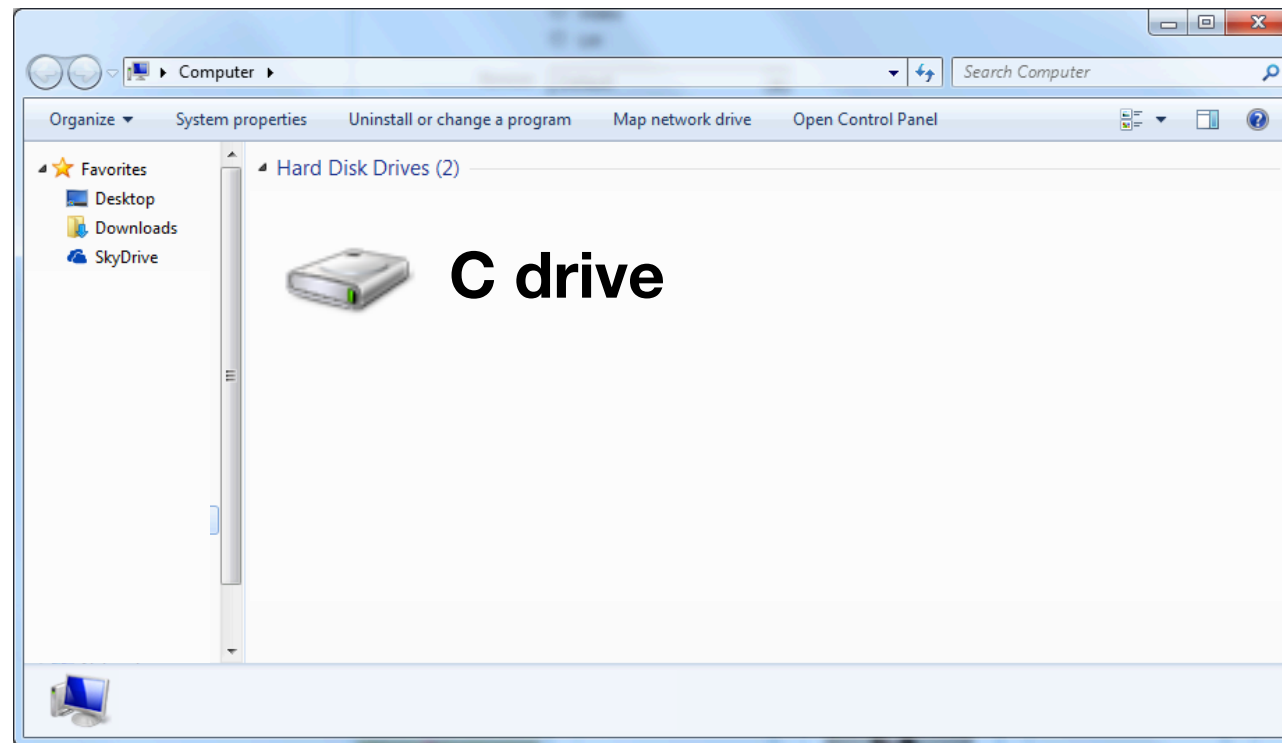 Computer
Search Computer
Organize
System properties
Uninstall or change a program
Map network drive
Open Control Panel
Favorites
Desktop
Downloads
SkyDrive
Hard Disk Drives (2)
C drive